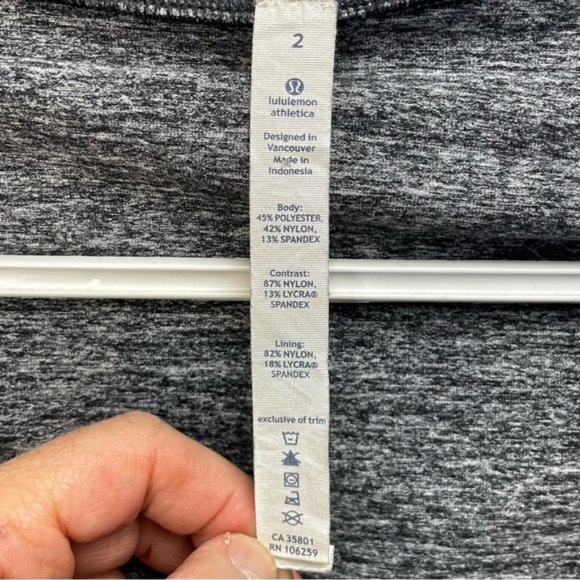 2
lululemon
athletica
Designed in
Vancouver
Made in
Indonesia
Body:
45% POLYESTER,
42% NYLON,
13% SPANDEX
Contrast:
87% NYLON,
13% LYCRA®
SPANDEX
Lining:
82% NYLON,
18% LYCRA®
SPANDEX
exclusive of trim
CA 35801
RN 106259